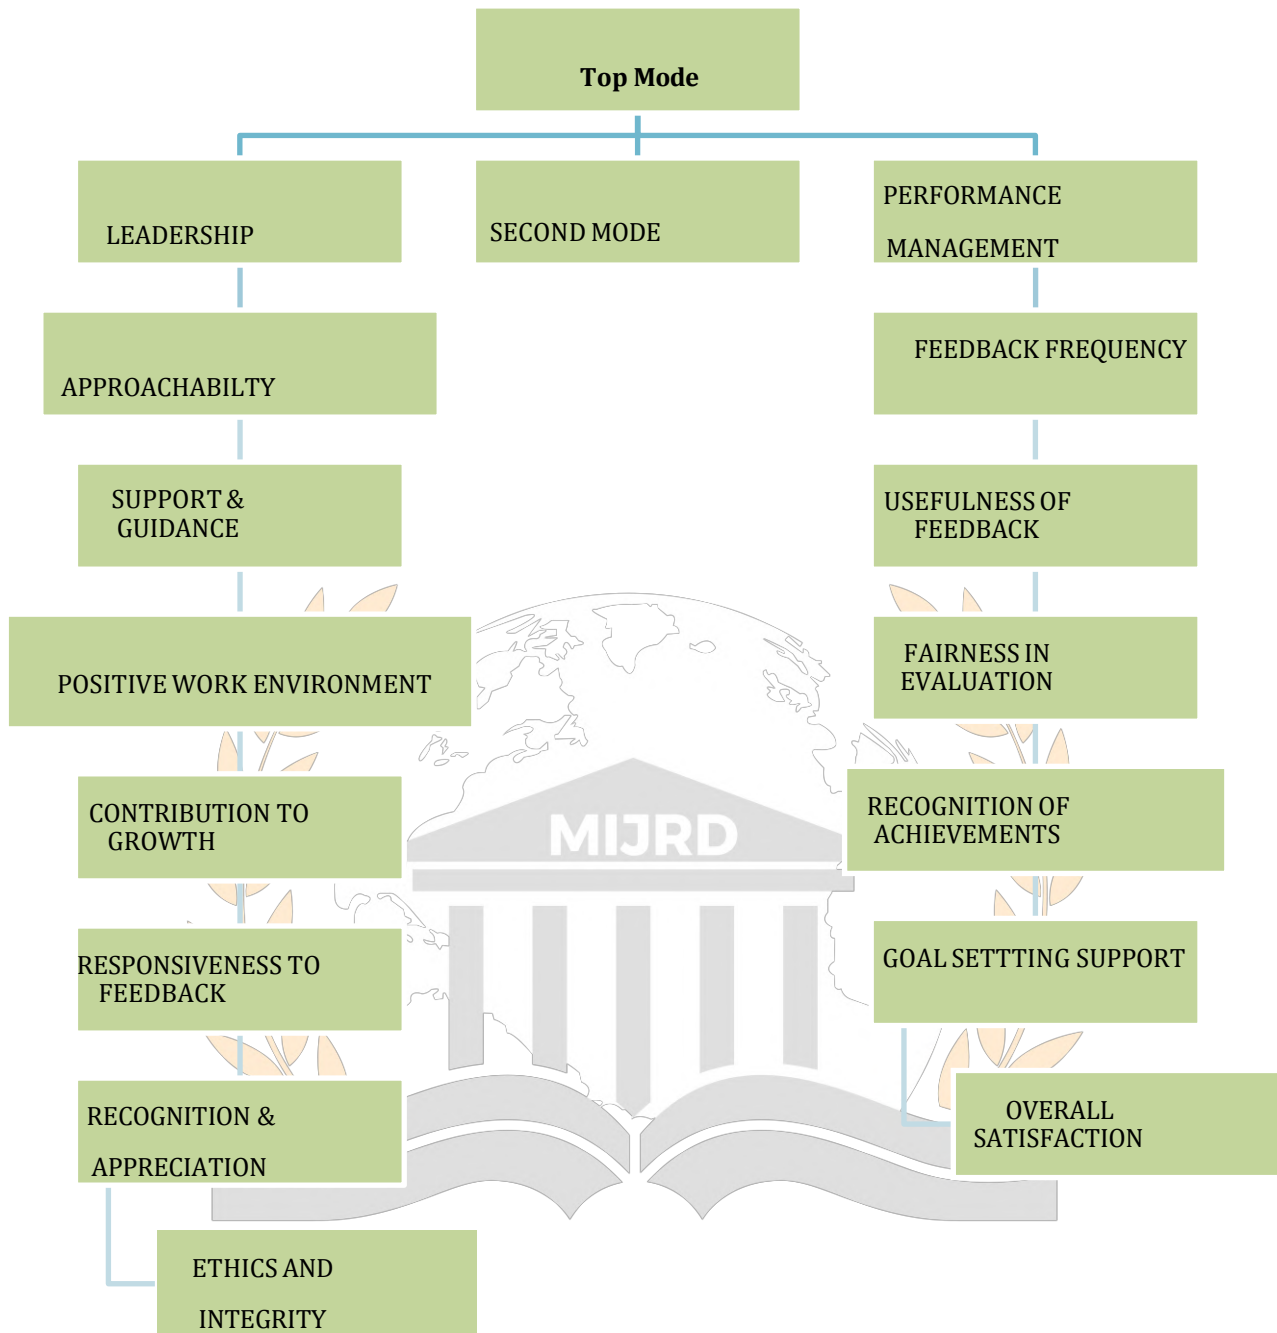 Top Mode
LEADERSHIP
SECOND MODE
PERFORMANCE
MANAGEMENT
APPROACHABILTY
FEEDBACK FREQUENCY
SUPPORT &
GUIDANCE
USEFULNESS OF
FEEDBACK
POSITIVE WORK ENVIRONMENT
FAIRNESS IN
EVALUATION
CONTRIBUTION TO
GROWTH
MIJRD
RECOGNITION OF
ACHIEVEMENTS
RESPONSIVENESS TO
FEEDBACK
GOAL SETTTING SUPPORT
RECOGNITION &
APPRECIATION
OVERALL
SATISFACTION
ETHICS AND
INTEGRITY